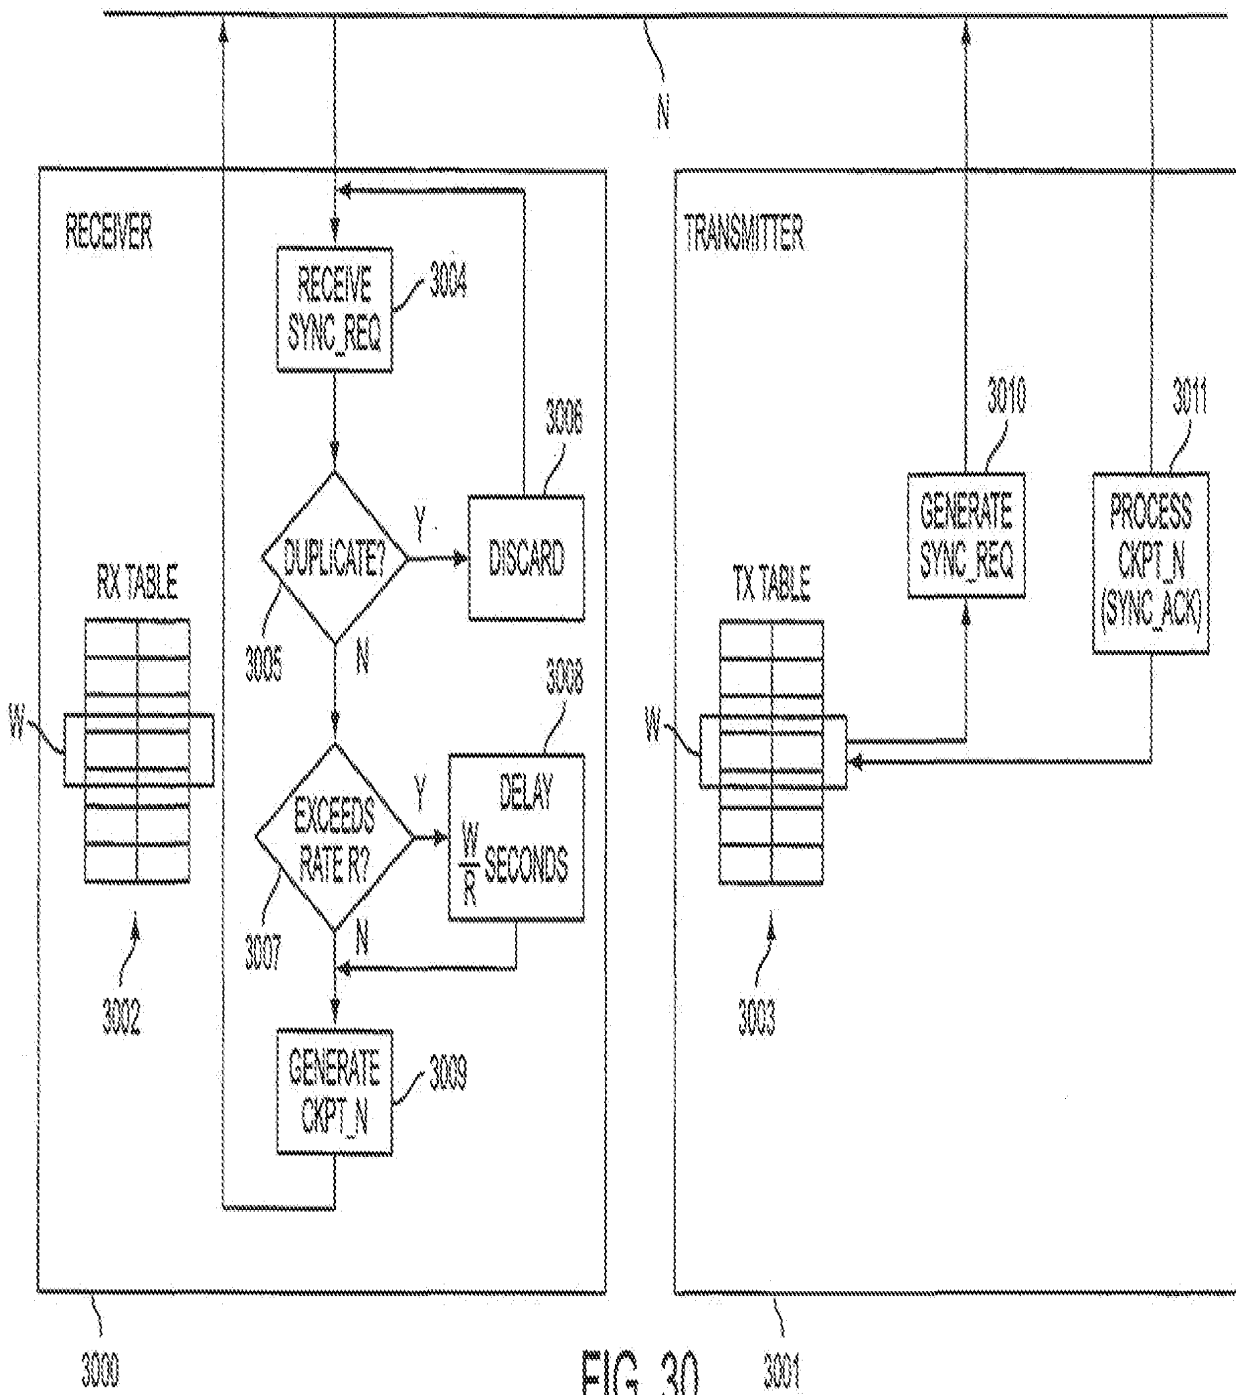 N
RECEIVER
RECEIVE
SYNC_REQ
3004
DUPLICATE?
3005
Y
N
DISCARD
3006
EXCEEDS
RATE R?
3007
Y
N
DELAY
W
R
SECONDS
3008
GENERATE
CKPT_N
3009
RX TABLE
W
3002
3000
TRANSMITTER
3010
GENERATE
SYNC_REQ
3011
PROCESS
CKPT_N
(SYNC_ACK)
TX TABLE
W
3003
3001
FIG. 30